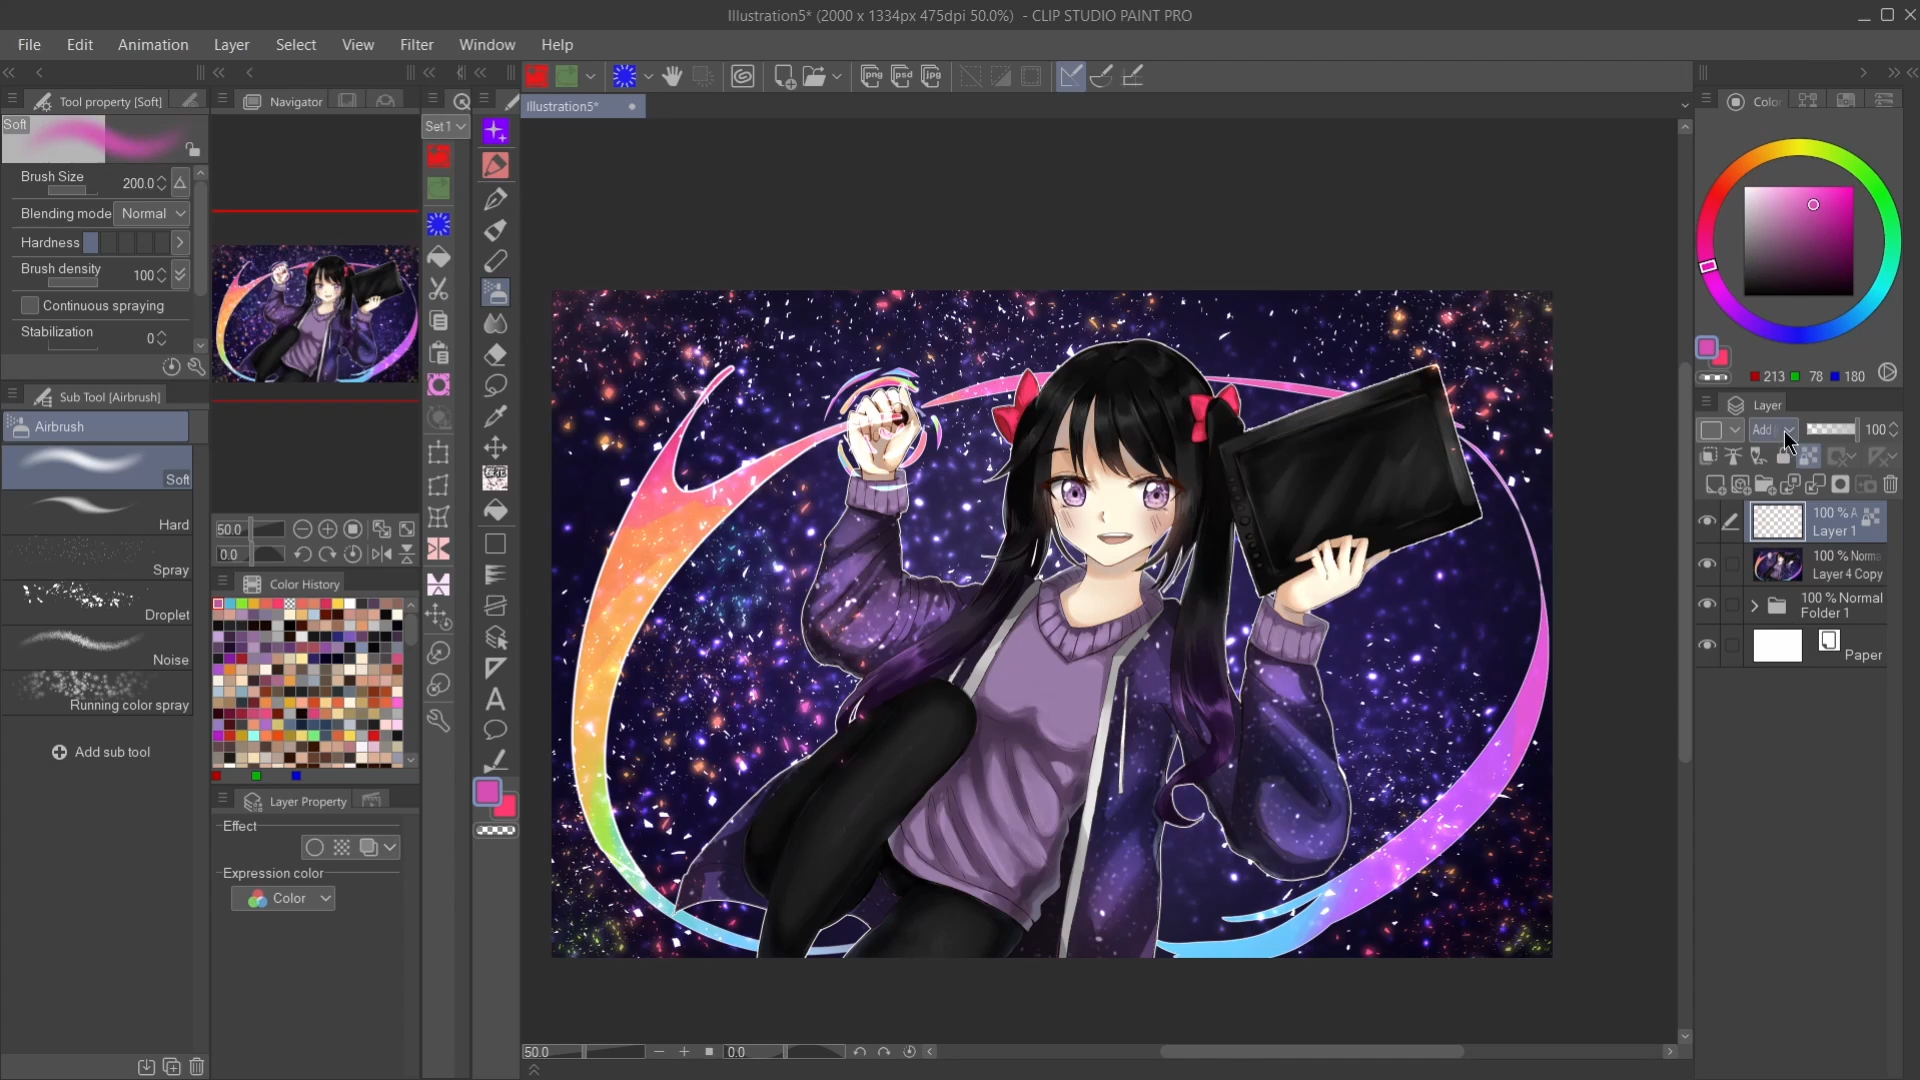 Illustration5* (2000 x 1334px 475dpi 50.0%) - CLIP STUDIO PAINT PRO
File Edit Animation Layer Select View Filter Window Help
Tool property [Soft]
Navigator
png psd jpg
Illustration5*
Soft
Set 1
Color
Brush Size 200.0
Blending mode Normal
Hardness
Brush density 100
Continuous spraying
Stabilization 0
Sub Tool [Airbrush]
Airbrush
Soft
Hard
Spray
Droplet
Noise
Running color spray
Add sub tool
50.0
0.0
Color History
Layer Property
Effect
Expression color
Color
A
213 78 180
Layer
Add 100
100 % A
Layer 1
100 % Norma
Layer 4 Copy
100 % Normal
Folder 1
Paper
50.0 0.0